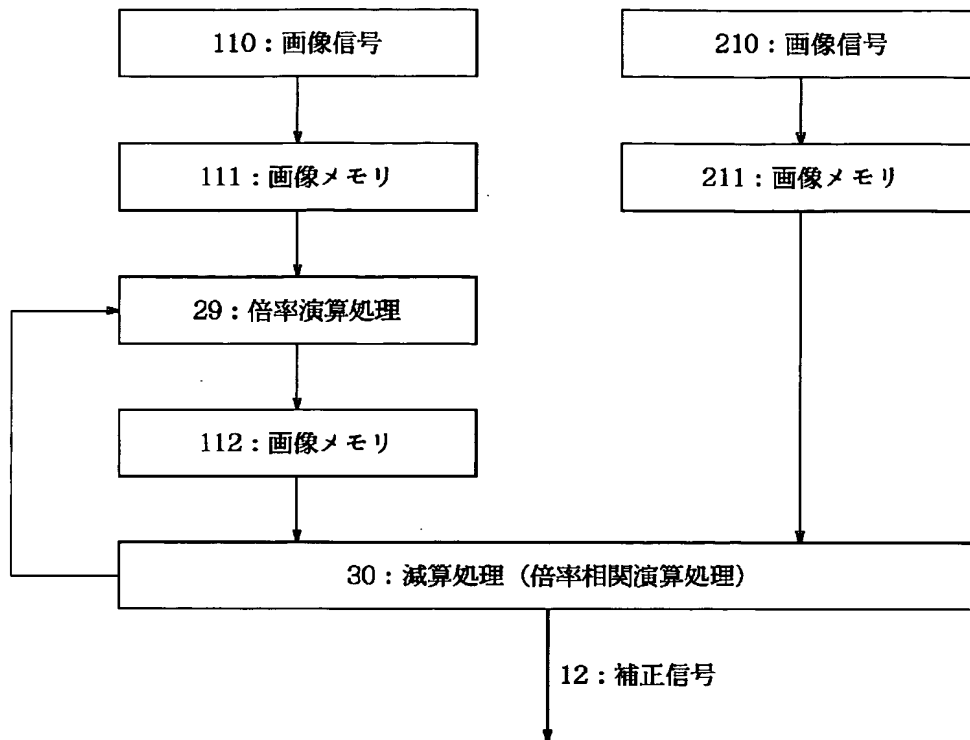 110：画像信号
210：画像信号
111：画像メモリ
211：画像メモリ
29：倍率演算処理
112：画像メモリ
30：減算処理（倍率相関演算処理）
12：補正信号